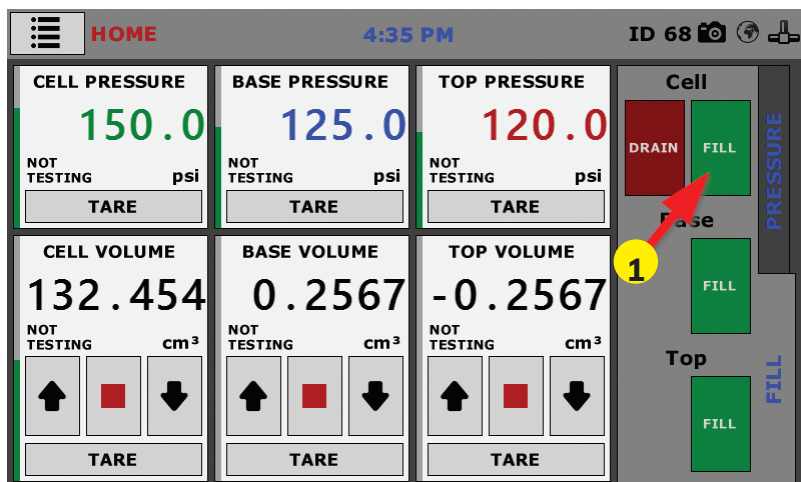 HOME 4:35 PM ID 68
CELL PRESSURE
150.0
NOT
TESTING psi
TARE
BASE PRESSURE
125.0
NOT
TESTING psi
TARE
TOP PRESSURE
120.0
NOT
TESTING psi
TARE
CELL VOLUME
132.454
NOT
TESTING cm³
TARE
BASE VOLUME
0.2567
NOT
TESTING cm³
TARE
TOP VOLUME
-0.2567
NOT
TESTING cm³
TARE
Cell
DRAIN FILL
1
Base
FILL
Top
FILL
PRESSURE
FILL